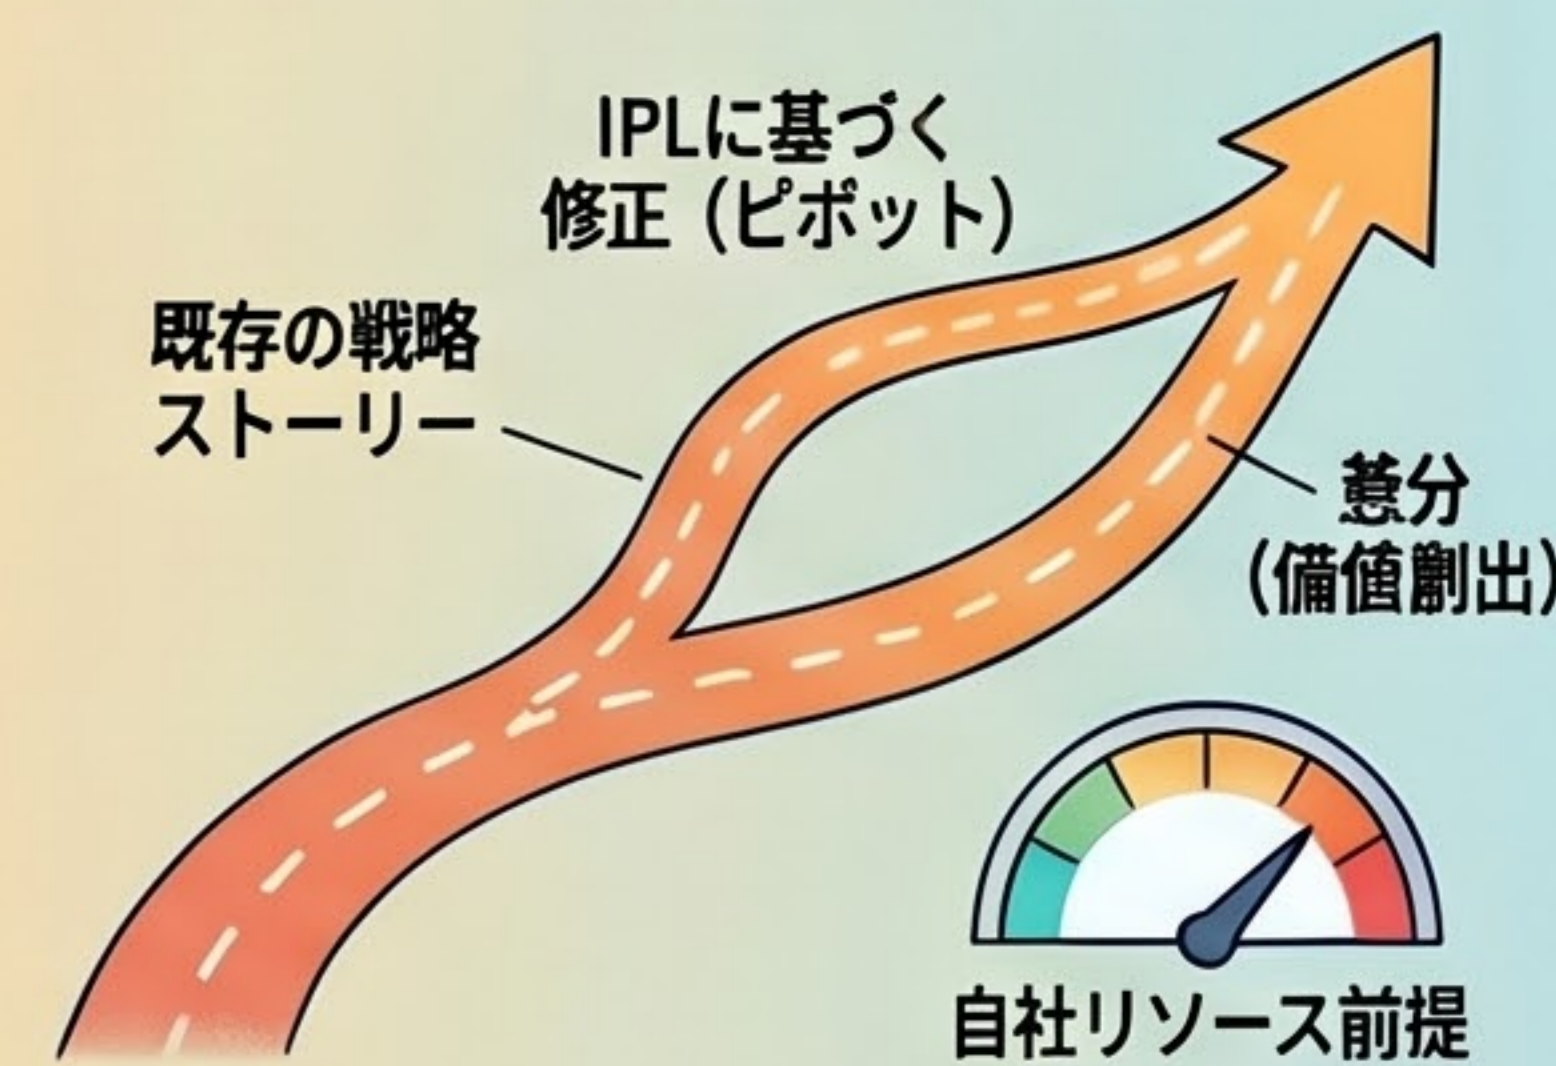 IPLに基づく
修正（ピボット）
既存の戦略
ストーリー
分
出）
自社リソース前提